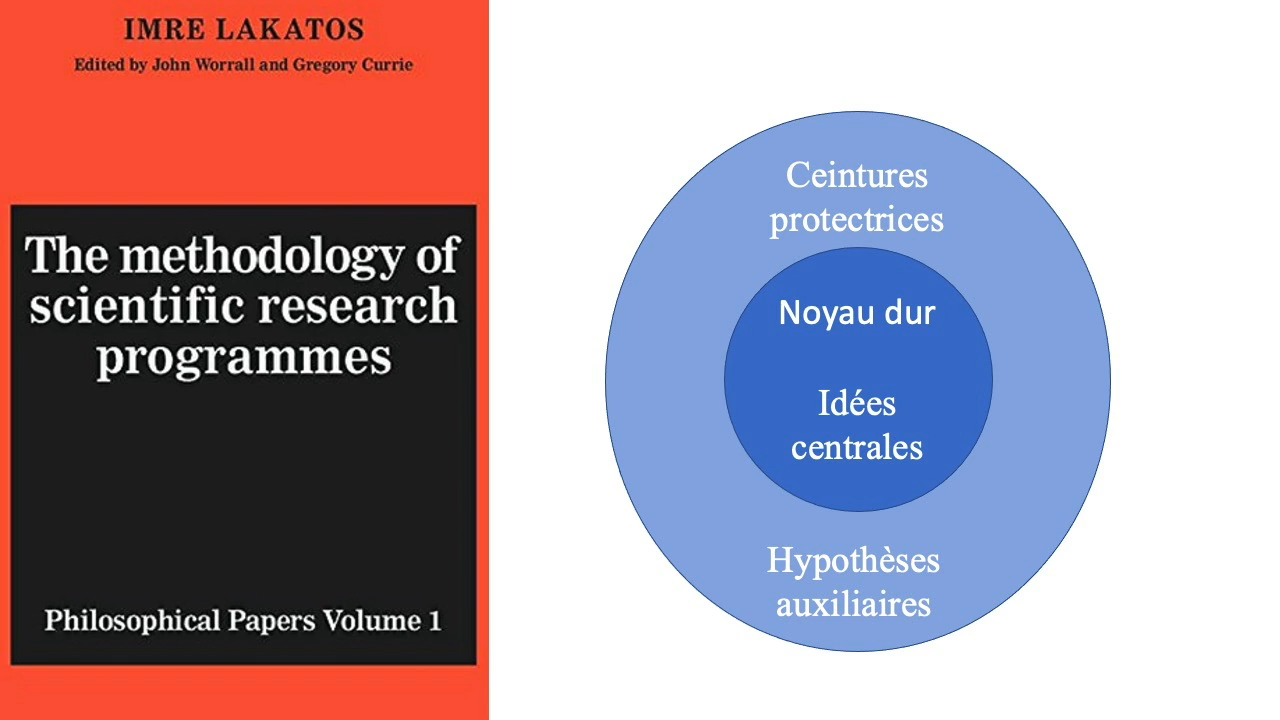 IMRE LAKATOS
Edited by John Worrall and Gregory Currie
The methodology of
scientific research
programmes
Philosophical Papers Volume 1
Ceintures
protectrices
Noyau dur
Idées
centrales
Hypothèses
auxiliaires